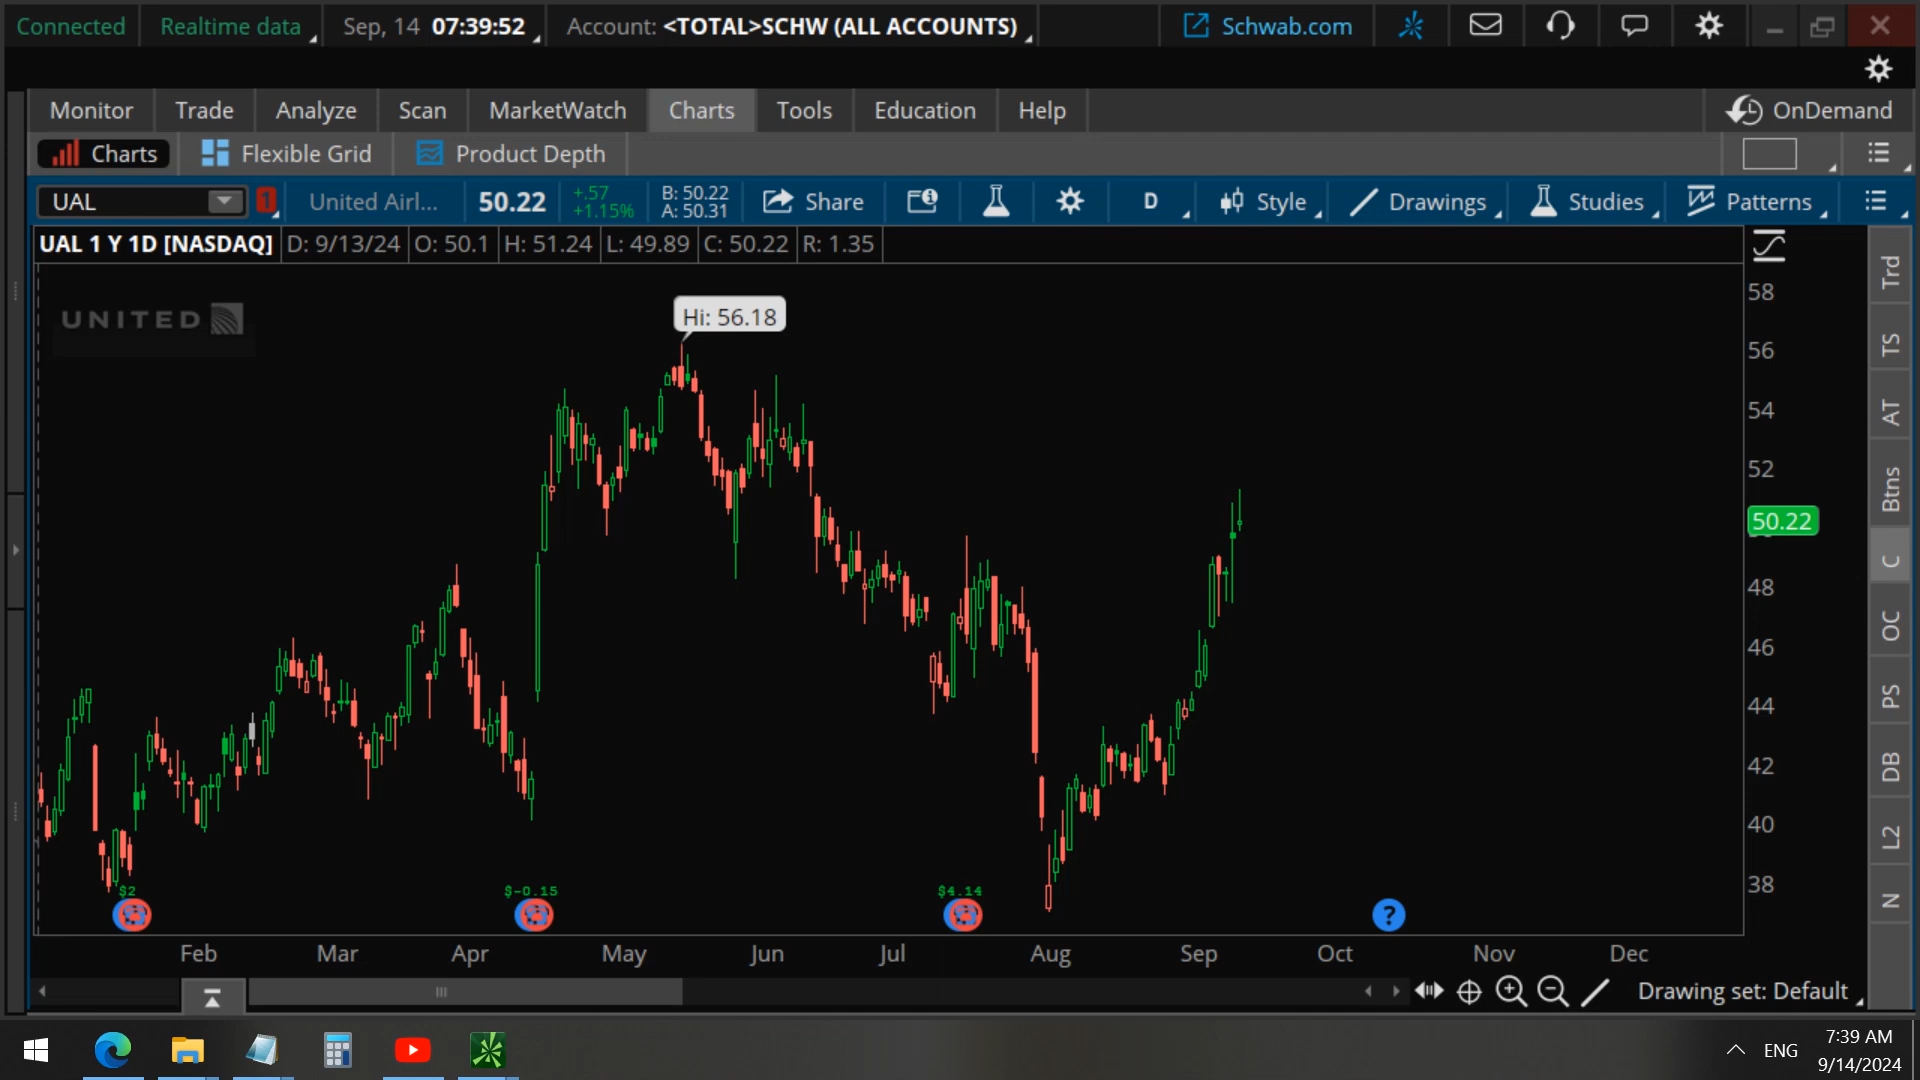 Connected Realtime data Sep, 14 07:39:52 Account: <TOTAL>SCHW (ALL ACCOUNTS) Schwab.com
Monitor Trade Analyze Scan MarketWatch Charts Tools Education Help OnDemand
Charts Flexible Grid Product Depth
UAL 1 United Airl... 50.22 +.57 B: 50.22 Share D Style Drawings Studies Patterns
+1.15% A: 50.31
UAL 1 Y 1D [NASDAQ] D: 9/13/24 O: 50.1 H: 51.24 L: 49.89 C: 50.22 R: 1.35
UNITED
Hi: 56.18
58
56
54
52
50.22
48
46
44
42
40
38
Trd
TS
AT
Btns
C
OC
PS
DB
L2
N
$2 $-0.15 $4.14
?
Feb Mar Apr May Jun Jul Aug Sep Oct Nov Dec
Drawing set: Default
ENG 7:39 AM
9/14/2024